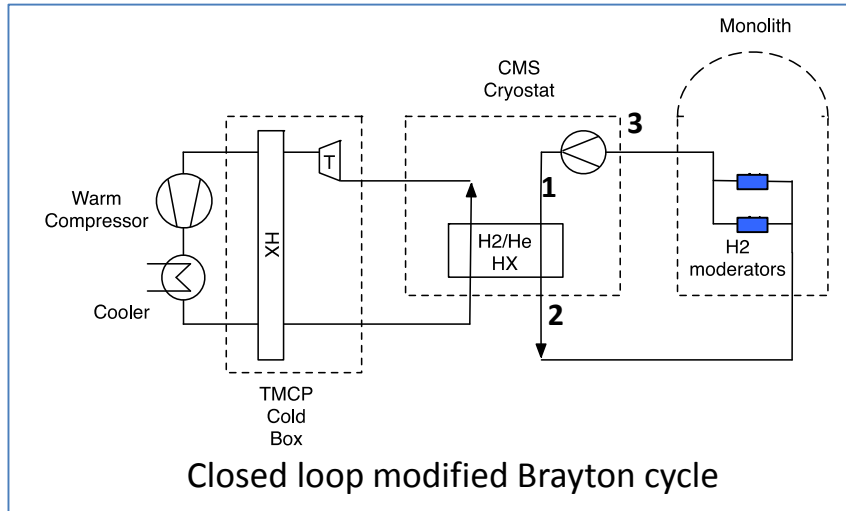 Monolith
CMS
Cryostat
3
T
1
Warm
Compressor
HX
H2/He
HX
H2
moderators
Cooler
2
TMCP
Cold
Box
Closed loop modified Brayton cycle